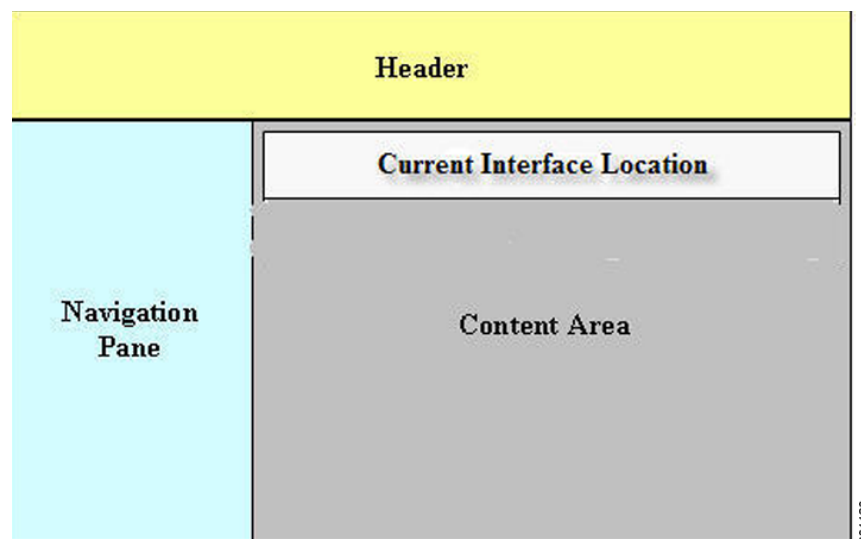 Header
Current Interface Location
Navigation
Pane
Content Area